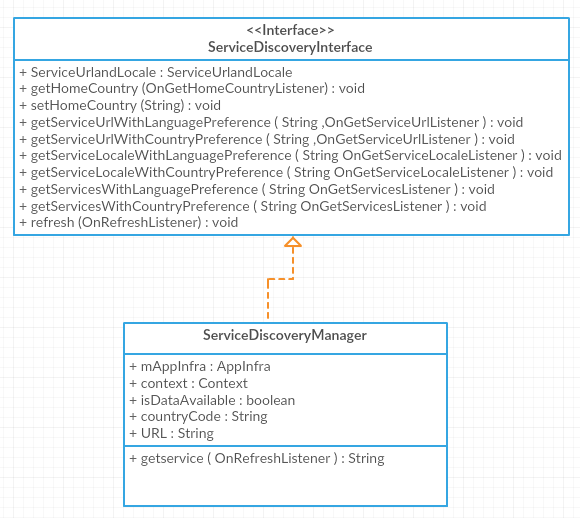 <<Interface>>
ServiceDiscoveryInterface
+ ServiceUrlandLocale : ServiceUrlandLocale
+ getHomeCountry (OnGetHomeCountryListener) : void
+ setHomeCountry (String) : void
+ getServiceUrlWithLanguagePreference ( String ,OnGetServiceUrlListener ) : void
+ getServiceUrlWithCountryPreference ( String ,OnGetServiceUrlListener ) : void
+ getServiceLocaleWithLanguagePreference ( String OnGetServiceLocaleListener ) : void
+ getServiceLocaleWithCountryPreference ( String OnGetServiceLocaleListener ) : void
+ getServicesWithLanguagePreference ( String OnGetServicesListener ) : void
+ getServicesWithCountryPreference ( String OnGetServicesListener ) : void
+ refresh (OnRefreshListener) : void
ServiceDiscoveryManager
+ mAppInfra : AppInfra
+ context : Context
+ isDataAvailable : boolean
+ countryCode : String
+ URL : String
+ getservice ( OnRefreshListener ) : String